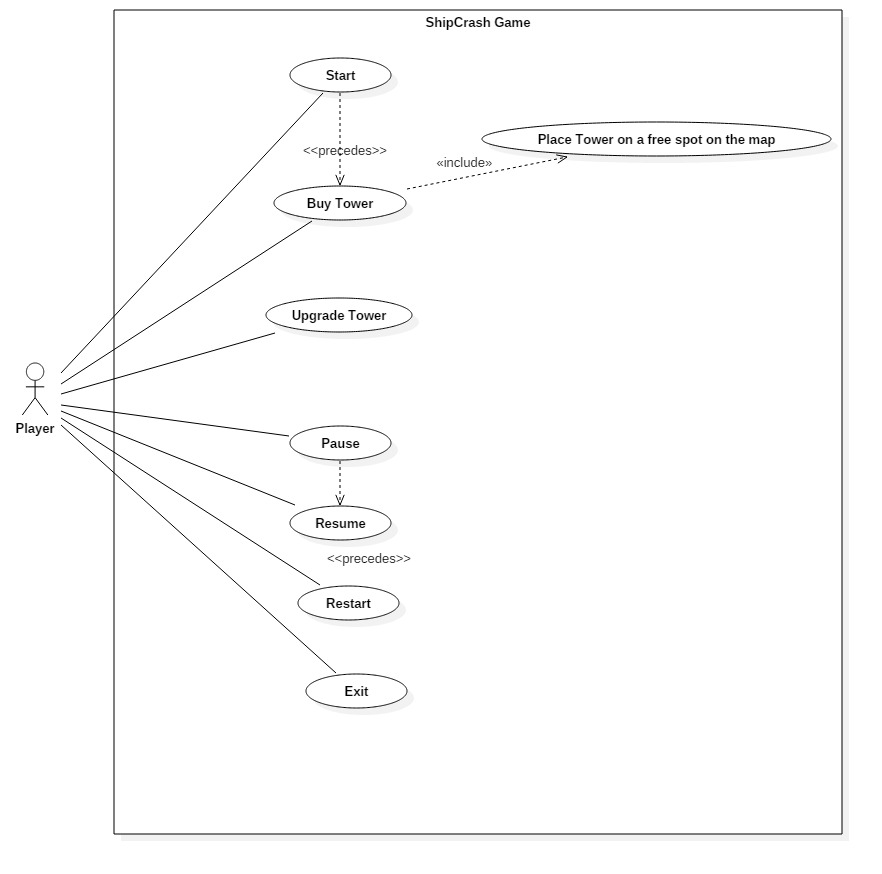 ShipCrash Game
Start
Place Tower on a free spot on the map
<<precedes>>
«include»
Buy Tower
Upgrade Tower
Player
Pause
Resume
<<precedes>>
Restart
Exit